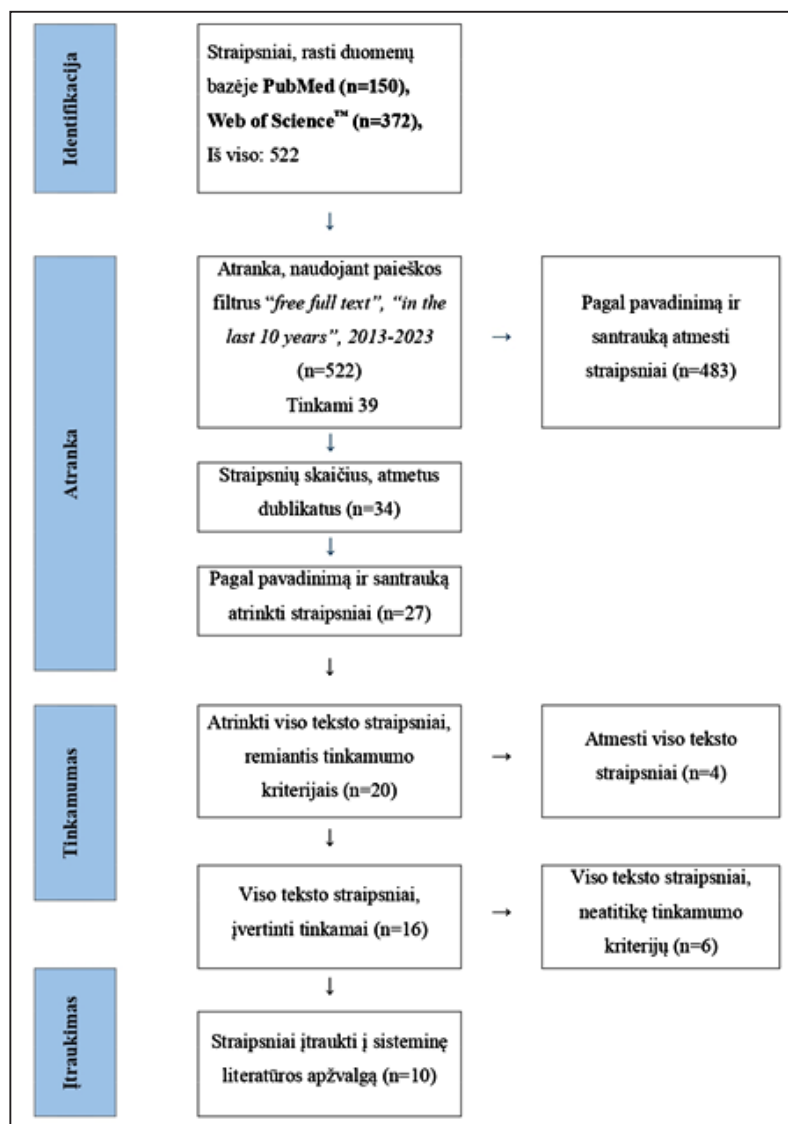 Identifikacija
Straipsniai, rasti duomenų
bazėje PubMed (n=150),
Web of Science™ (n=372),
Iš viso: 522
↓
Atranka
Atranka, naudojant paieškos
filtrus “free full text”, “in the
last 10 years”, 2013-2023
(n=522)
Tinkami 39
→
Pagal pavadinimą ir
santrauką atmesti
straipsniai (n=483)
↓
Straipsnių skaičius, atmetus
dublikatus (n=34)
↓
Pagal pavadinimą ir santrauką
atrinkti straipsniai (n=27)
↓
Tinkamumas
Atrinkti viso teksto straipsniai,
remiantis tinkamumo
kriterijais (n=20)
→
Atmesti viso teksto
straipsniai (n=4)
↓
Viso teksto straipsniai,
įvertinti tinkamai (n=16)
→
Viso teksto straipsniai,
neatitikę tinkamumo
kriterijų (n=6)
↓
Įtraukimas
Straipsniai įtraukti į sisteminę
literatūros apžvalgą (n=10)